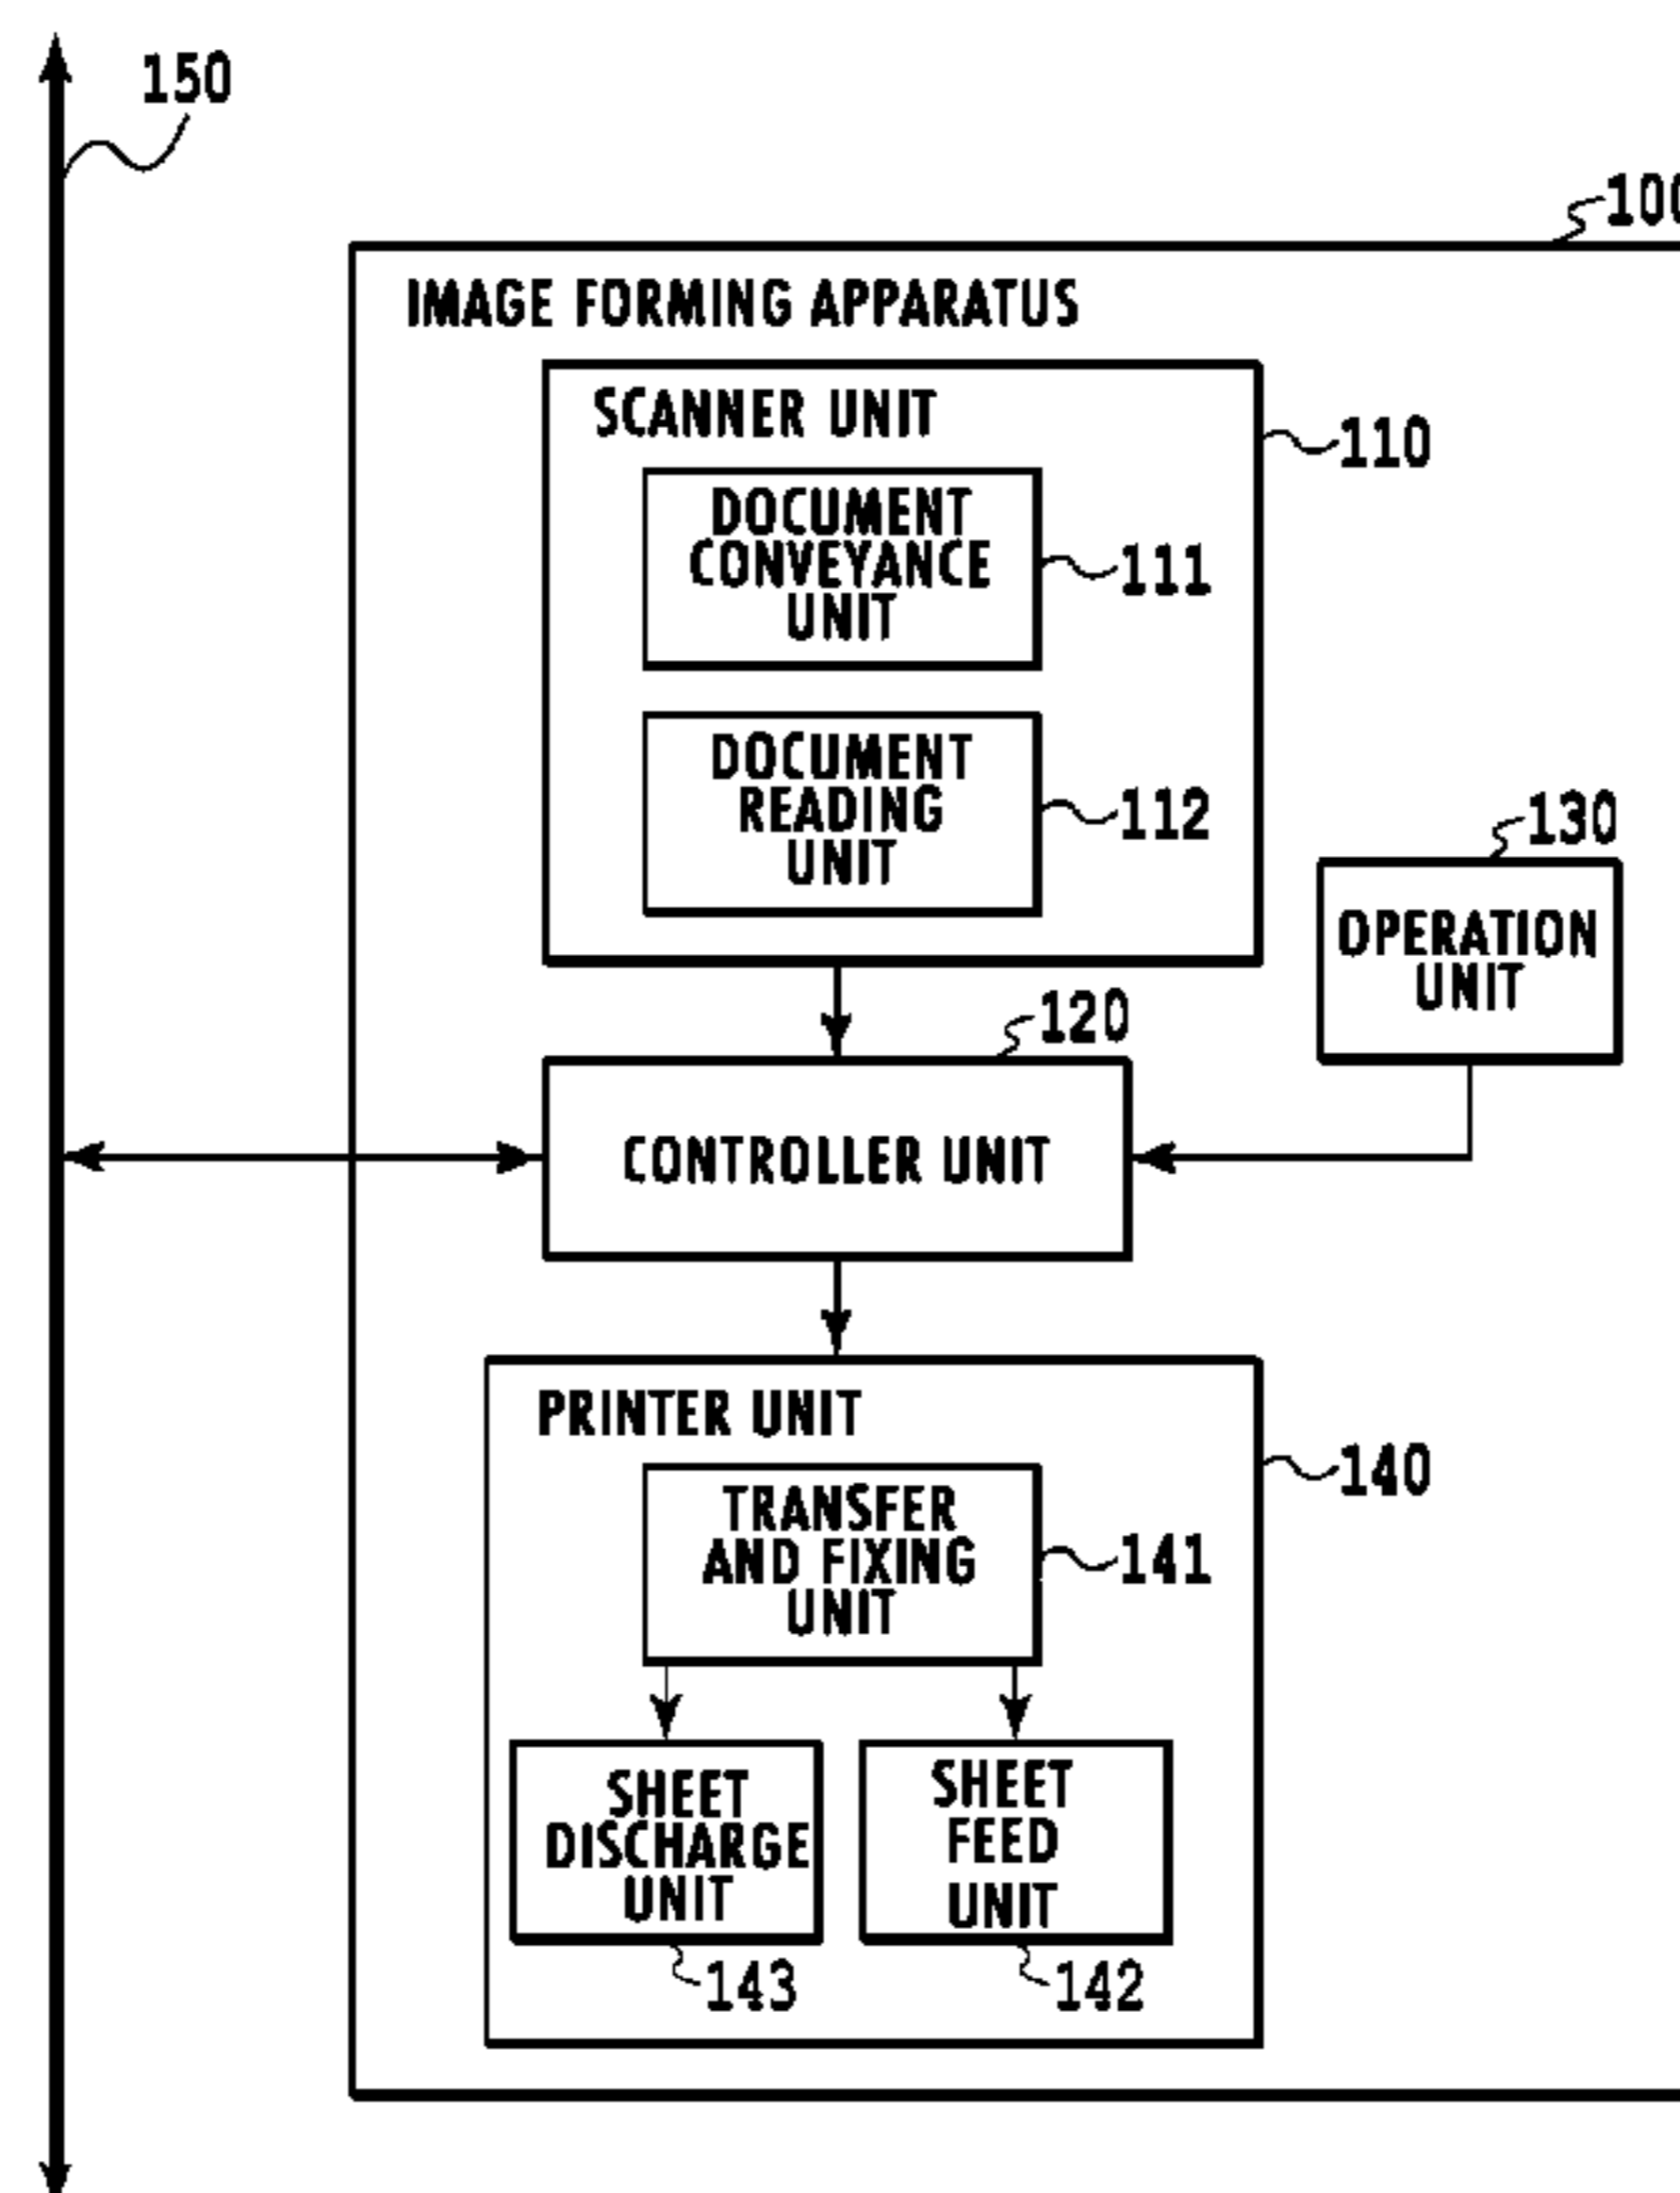 150
100
IMAGE FORMING APPARATUS
SCANNER UNIT
110
DOCUMENT
CONVEYANCE
UNIT
111
DOCUMENT
READING
UNIT
112
130
OPERATION
UNIT
120
CONTROLLER UNIT
PRINTER UNIT
140
TRANSFER
AND FIXING
UNIT
141
SHEET
DISCHARGE
UNIT
143
SHEET
FEED
UNIT
142